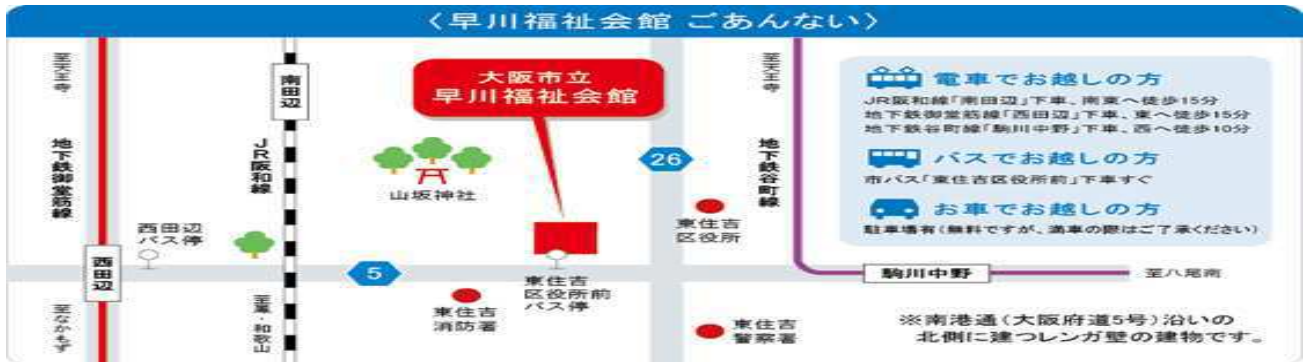 〈早川福祉会館 ごあんない〉
至天王寺
地下鉄御堂筋線
西田辺
至なかもず
西田辺
バス停
南田辺
JR阪和線
至鳳・和歌山
大阪市立
早川福祉会館
山坂神社
5
東住吉
消防署
東住吉
区役所前
バス停
26
東住吉
区役所
東住吉
警察署
至天王寺
地下鉄谷町線
駒川中野
至八尾南
電車でお越しの方
JR阪和線「南田辺」下車、南東へ徒歩15分
地下鉄御堂筋線「西田辺」下車、東へ徒歩15分
地下鉄谷町線「駒川中野」下車、西へ徒歩10分
バスでお越しの方
市バス「東住吉区役所前」下車すぐ
お車でお越しの方
駐車場有(無料ですが、満車の際はご了承ください)
※南港通(大阪府道5号)沿いの
北側に建つレンガ壁の建物です。